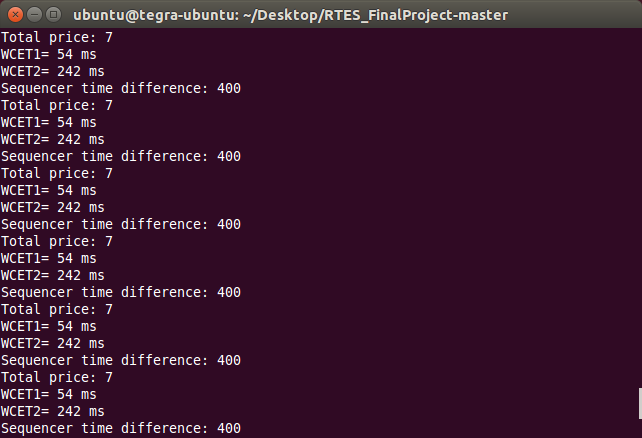 ubuntu@tegra-ubuntu: ~/Desktop/RTES_FinalProject-master
Total price: 7
WCET1= 54 ms
WCET2= 242 ms
Sequencer time difference: 400
Total price: 7
WCET1= 54 ms
WCET2= 242 ms
Sequencer time difference: 400
Total price: 7
WCET1= 54 ms
WCET2= 242 ms
Sequencer time difference: 400
Total price: 7
WCET1= 54 ms
WCET2= 242 ms
Sequencer time difference: 400
Total price: 7
WCET1= 54 ms
WCET2= 242 ms
Sequencer time difference: 400
Total price: 7
WCET1= 54 ms
WCET2= 242 ms
Sequencer time difference: 400